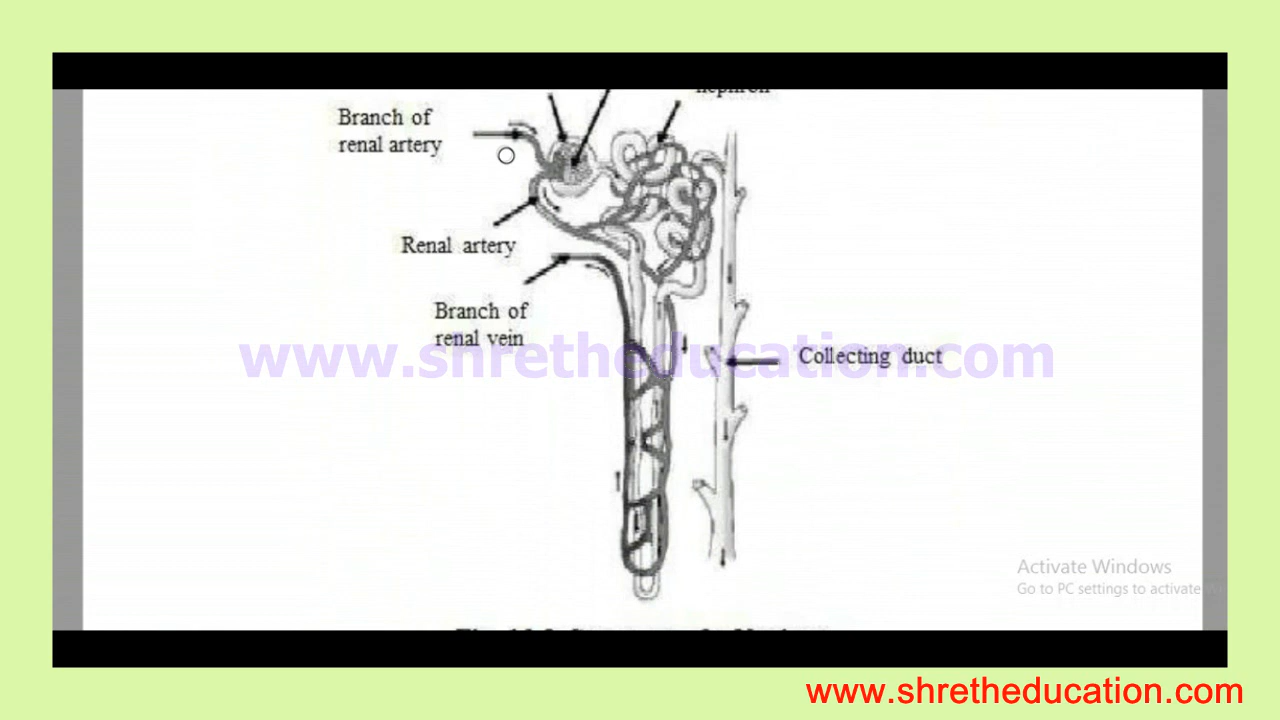 nephron
Branch of
renal artery
Renal artery
Branch of
renal vein
www.shretheducation.com
Collecting duct
Activate Windows
Go to PC settings to activate
www.shretheducation.com